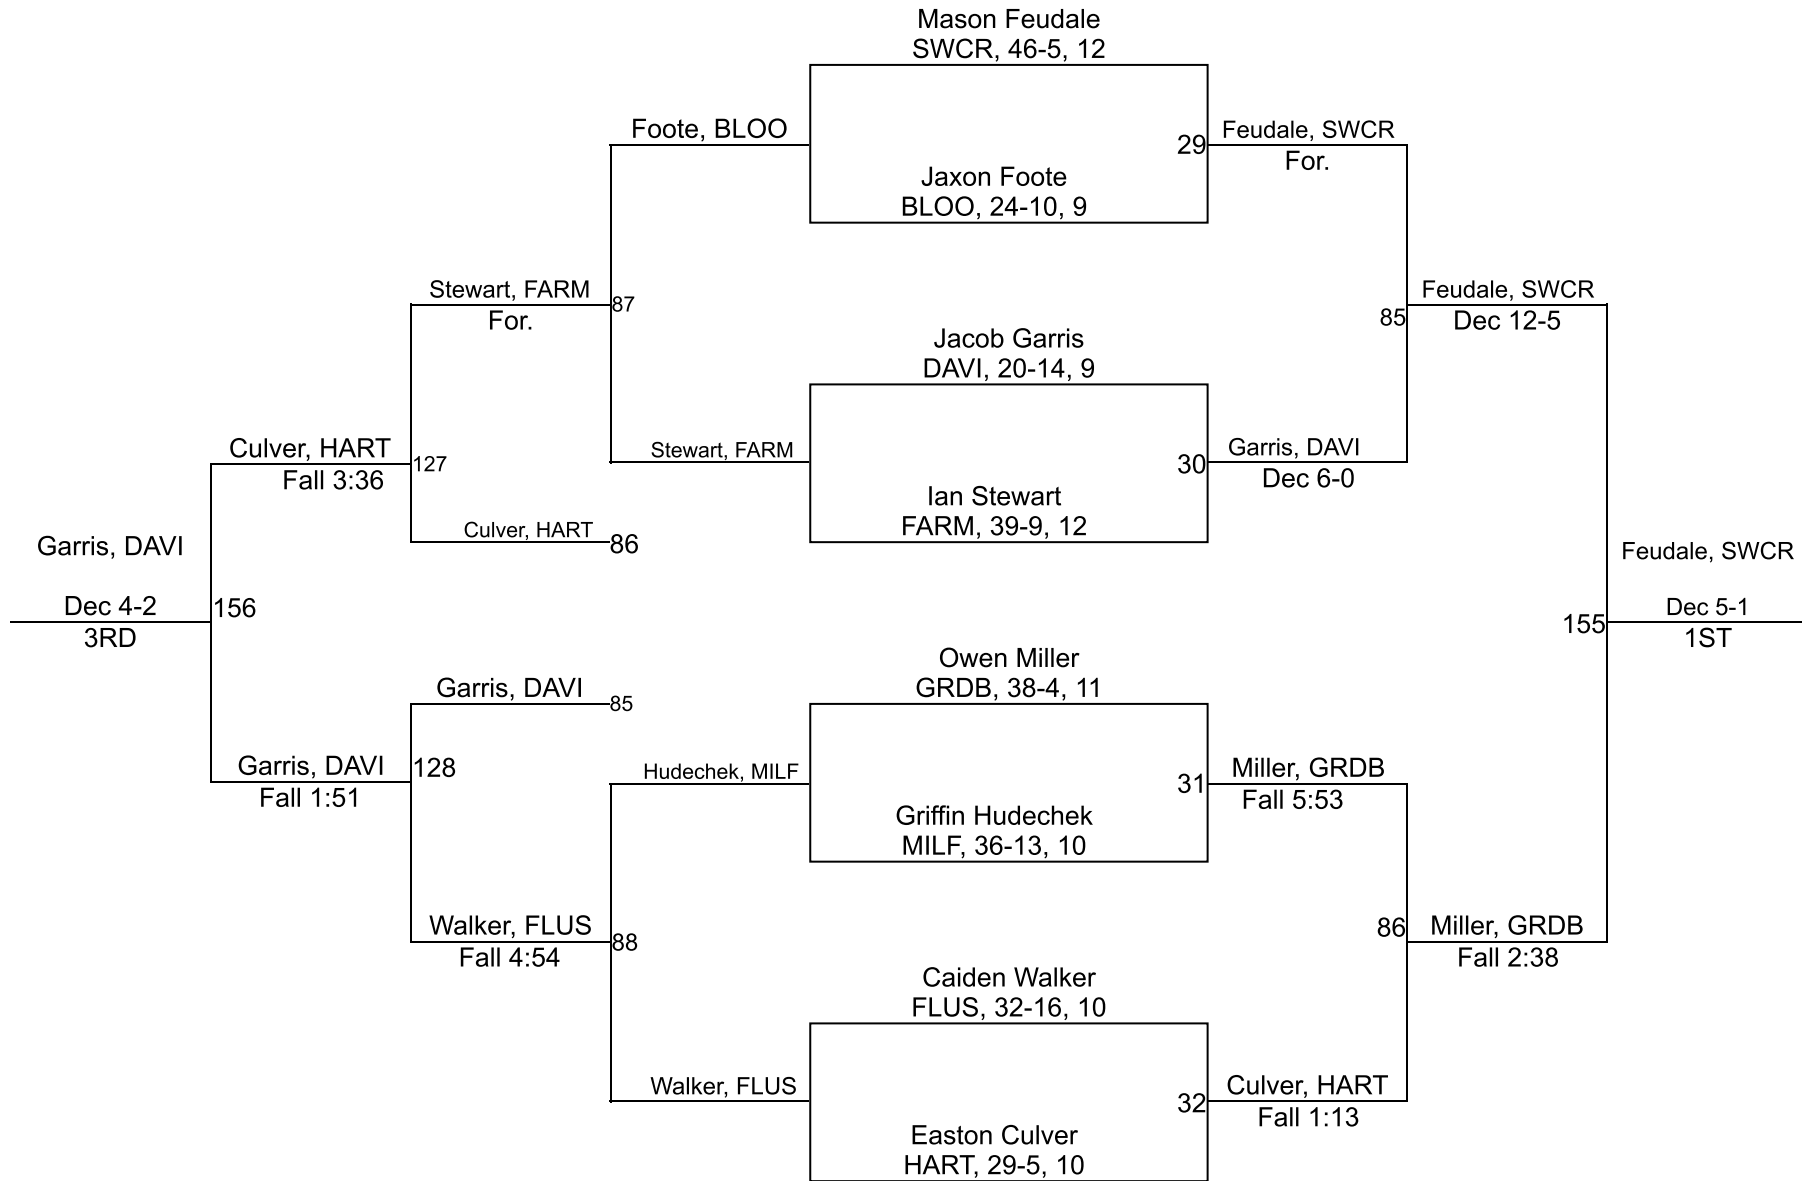 Mason Feudale
SWCR, 46-5, 12
Foote, BLOO
29
Feudale, SWCR
For.
Jaxon Foote
BLOO, 24-10, 9
Stewart, FARM
For.
87
Feudale, SWCR
Dec 12-5
85
Jacob Garris
DAVI, 20-14, 9
Culver, HART
Fall 3:36
127
Stewart, FARM
30
Garris, DAVI
Dec 6-0
Ian Stewart
FARM, 39-9, 12
Culver, HART
86
Garris, DAVI
Dec 4-2
3RD
156
Feudale, SWCR
155
Dec 5-1
1ST
Owen Miller
GRDB, 38-4, 11
Garris, DAVI
85
Garris, DAVI
Fall 1:51
128
Hudechek, MILF
31
Miller, GRDB
Fall 5:53
Griffin Hudechek
MILF, 36-13, 10
Walker, FLUS
Fall 4:54
88
86
Miller, GRDB
Fall 2:38
Caiden Walker
FLUS, 32-16, 10
Walker, FLUS
32
Culver, HART
Fall 1:13
Easton Culver
HART, 29-5, 10